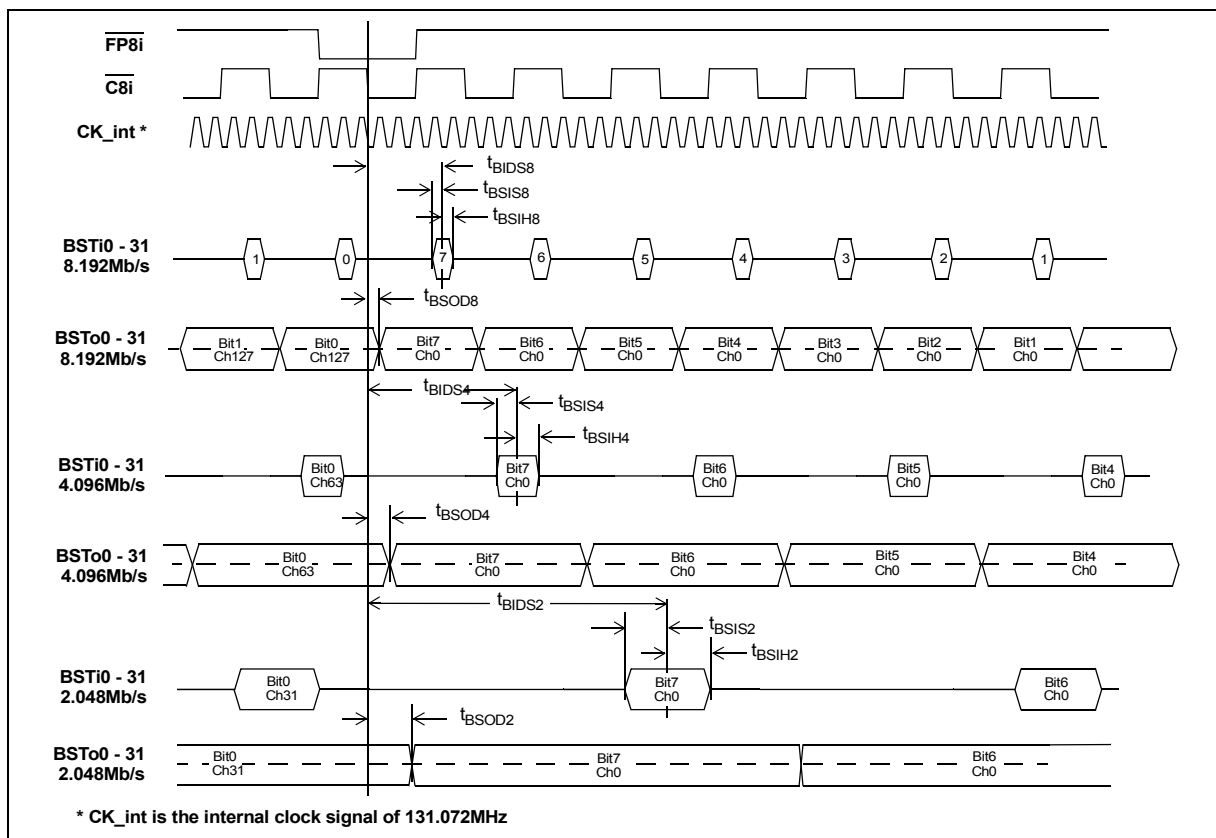 FP8i
C8i
CK_int *
tBIDS8
tBSIS8
tBSIH8
BSTi0 - 31
8.192Mb/s
1 0 7 6 5 4 3 2 1
tBSOD8
BSTo0 - 31
8.192Mb/s
Bit1 Ch127
Bit0 Ch127
Bit7 Ch0
Bit6 Ch0
Bit5 Ch0
Bit4 Ch0
Bit3 Ch0
Bit2 Ch0
Bit1 Ch0
tBIDS4
tBSIS4
tBSIH4
BSTi0 - 31
4.096Mb/s
Bit0 Ch63
Bit7 Ch0
Bit6 Ch0
Bit5 Ch0
Bit4 Ch0
tBSOD4
BSTo0 - 31
4.096Mb/s
Bit0 Ch63
Bit7 Ch0
Bit6 Ch0
Bit5 Ch0
Bit4 Ch0
tBIDS2
tBSIS2
tBSIH2
BSTi0 - 31
2.048Mb/s
Bit0 Ch31
Bit7 Ch0
Bit6 Ch0
tBSOD2
BSTo0 - 31
2.048Mb/s
Bit0 Ch31
Bit7 Ch0
Bit6 Ch0
* CK_int is the internal clock signal of 131.072MHz